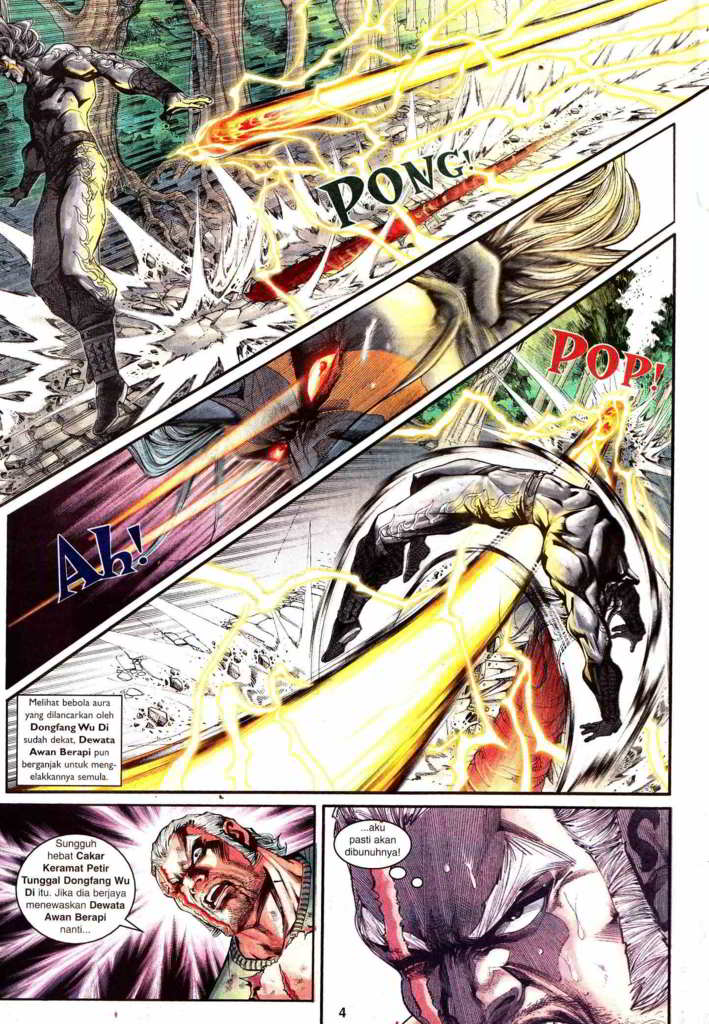 PONG!
POP!
Ah!
Melihat bebola aura
yang dilancarkan oleh
Dongfang Wu Di
sudah dekat, Dewata
Awan Berapi pun
berganjak untuk meng-
elakkannya semula.
Sungguh
hebat Cakar
Keramat Petir
Tunggal Dongfang Wu
Di itu. Jika dia berjaya
menewaskan Dewata
Awan Berapi
nanti...
...aku
pasti akan
dibunuhnya!
4